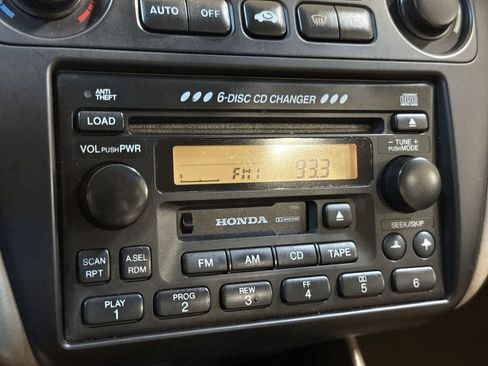 AUTO OFF
ANTI THEFT
6-DISC CD CHANGER
LOAD
VOL PUSH PWR
FM1 93.3
- TUNE +
PUSH MODE
HONDA
SEEK/SKIP
SCAN
RPT
A.SEL
RDM
FM AM CD TAPE
PLAY
1
PROG
2
REW
3
FF
4
5
6